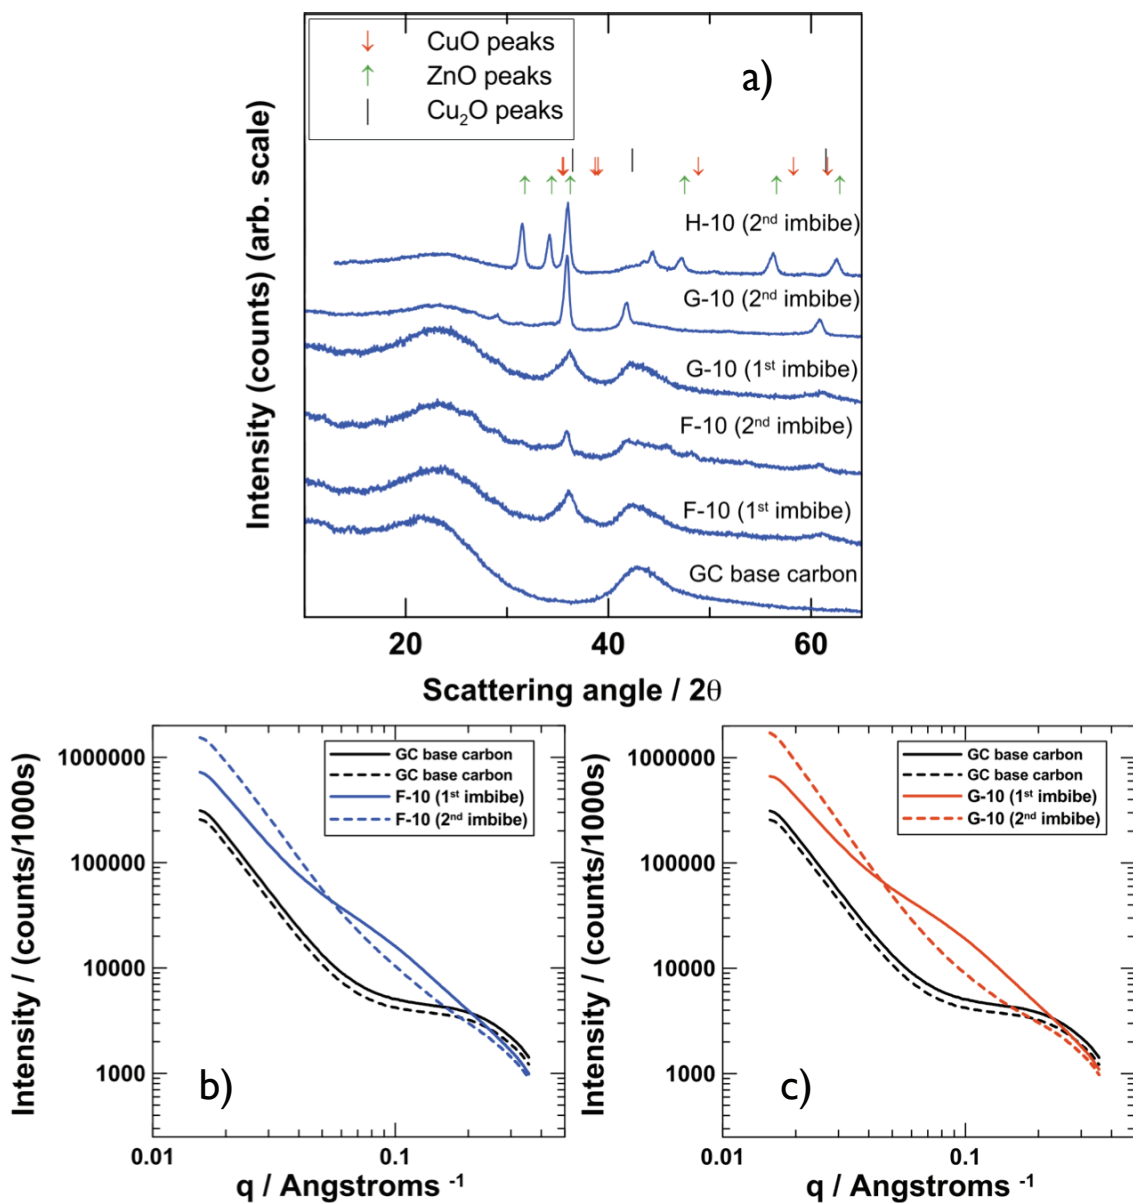 CuO peaks
ZnO peaks
Cu₂O peaks
a)
Intensity (counts) (arb. scale)
H-10 (2ⁿᵈ imbibe)
G-10 (2ⁿᵈ imbibe)
G-10 (1ˢᵗ imbibe)
F-10 (2ⁿᵈ imbibe)
F-10 (1ˢᵗ imbibe)
GC base carbon
20 40 60
Scattering angle / 2θ
GC base carbon
GC base carbon
F-10 (1ˢᵗ imbibe)
F-10 (2ⁿᵈ imbibe)
1000000
100000
10000
1000
Intensity / (counts/1000s)
b)
0.01 0.1
q / Angstroms ⁻¹
GC base carbon
GC base carbon
G-10 (1ˢᵗ imbibe)
G-10 (2ⁿᵈ imbibe)
1000000
100000
10000
1000
Intensity / (counts/1000s)
c)
0.01 0.1
q / Angstroms ⁻¹